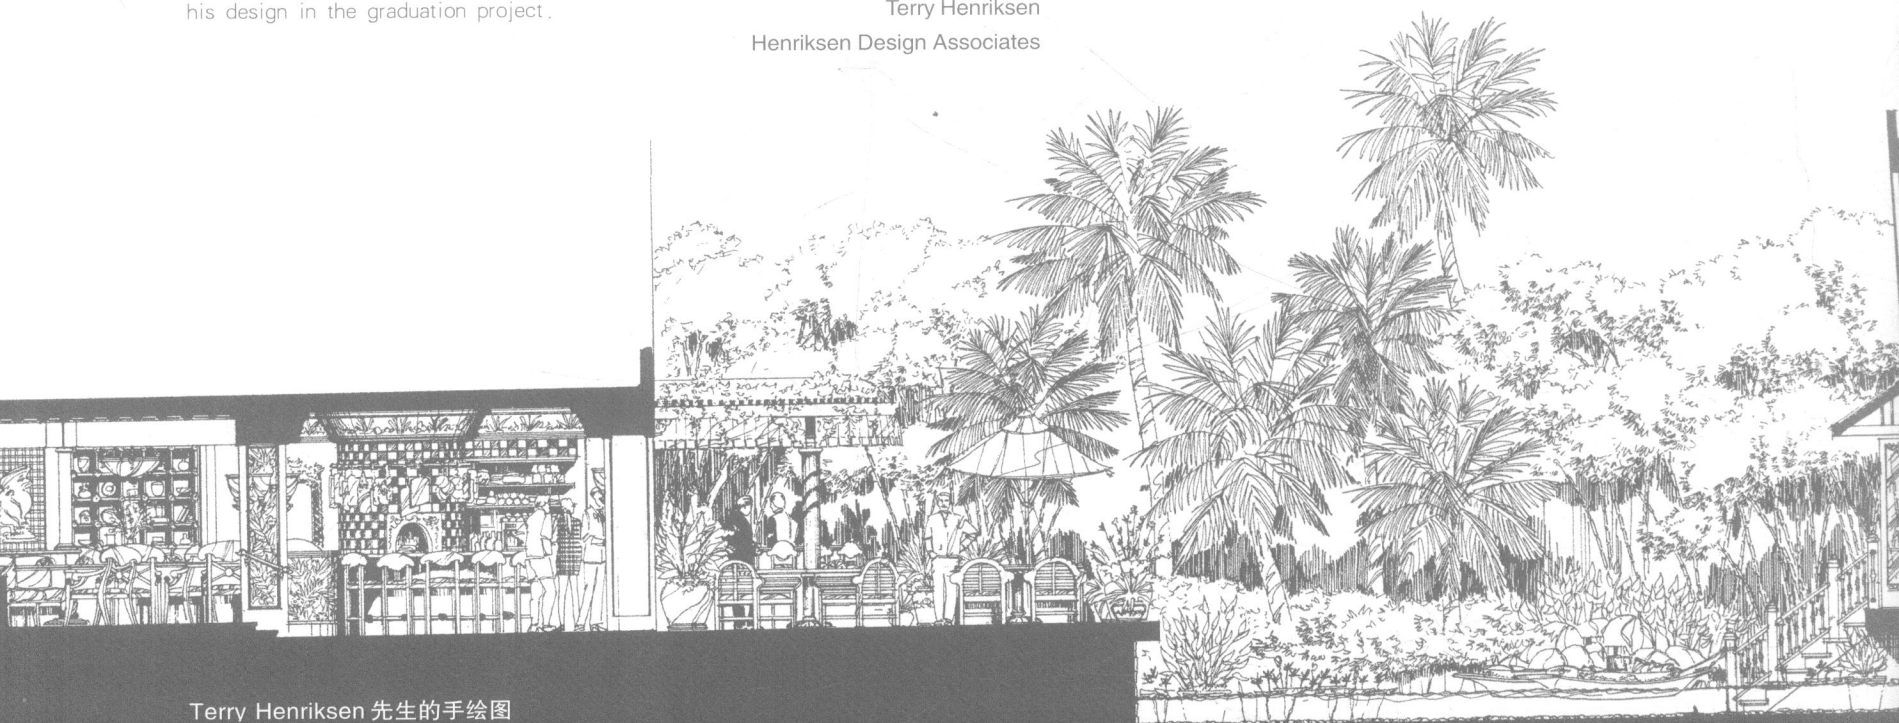 his design in the graduation project.
Terry Henriksen
Henriksen Design Associates
Terry Henriksen 先生的手绘图